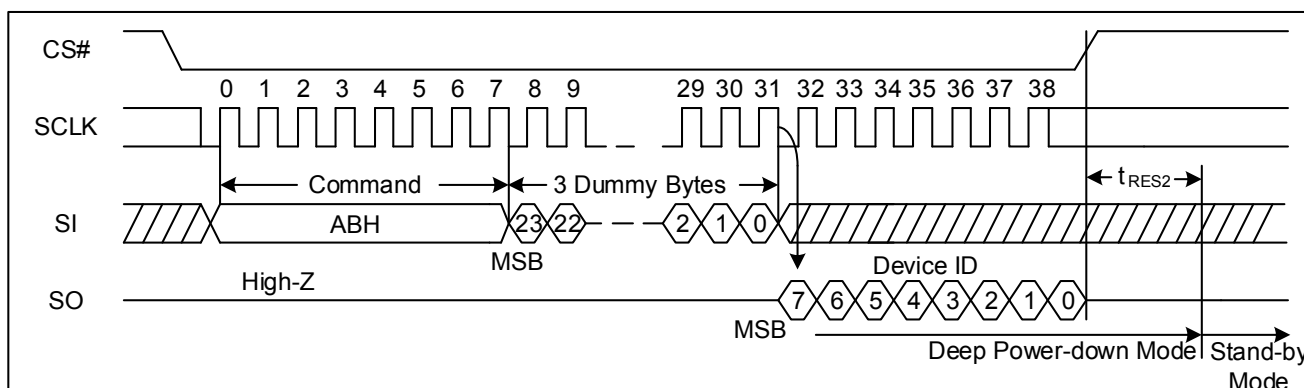 CS#
0 1 2 3 4 5 6 7 8 9 29 30 31 32 33 34 35 36 37 38
SCLK
Command 3 Dummy Bytes tRES2
SI ABH 23 22 2 1 0
MSB Device ID
High-Z
SO 7 6 5 4 3 2 1 0
MSB
Deep Power-down Mode Stand-by
Mode